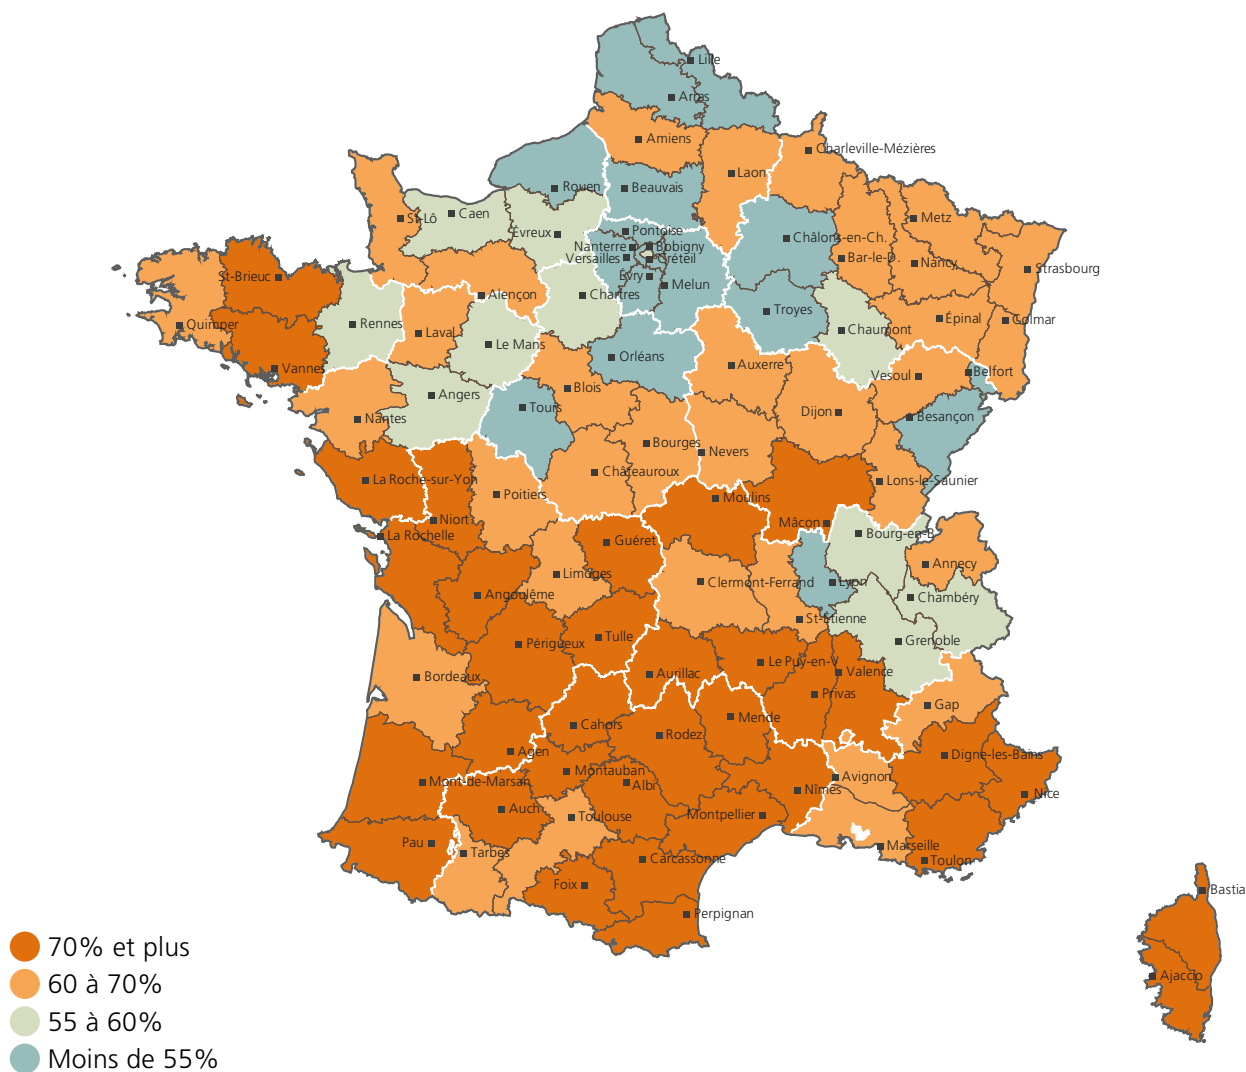 Lille
Arras
Amiens
Charleville-Mézières
Laon
Rouen
Beauvais
St-Lô
Caen
Metz
Évreux
Pontoise
Châlons-en-Ch.
Nanterre
Bobigny
Versailles
Créteil
Bar-le-D.
Nancy
Strasbourg
St-Brieuc
Évry
Melun
Alençon
Chartres
Troyes
Épinal
Colmar
Quimper
Rennes
Laval
Chaumont
Le Mans
Orléans
Vannes
Auxerre
Vesoul
Belfort
Blois
Angers
Tours
Dijon
Besançon
Nantes
Bourges
Nevers
Châteauroux
La Roche-sur-Yon
Poitiers
Lons-le-Saunier
Moulins
Niort
Mâcon
La Rochelle
Guéret
Bourg-en-B.
Annecy
Limoges
Clermont-Ferrand
Lyon
Angoulême
Chambéry
St-Étienne
Tulle
Grenoble
Périgueux
Le Puy-en-V.
Bordeaux
Aurillac
Valence
Privas
Gap
Cahors
Mende
Rodez
Agen
Digne-les-Bains
Montauban
Avignon
Mont-de-Marsan
Albi
Nîmes
Nice
Auch
Toulouse
Montpellier
Pau
Tarbes
Marseille
Carcassonne
Toulon
Foix
Bastia
Perpignan
Ajaccio
70% et plus
60 à 70%
55 à 60%
Moins de 55%